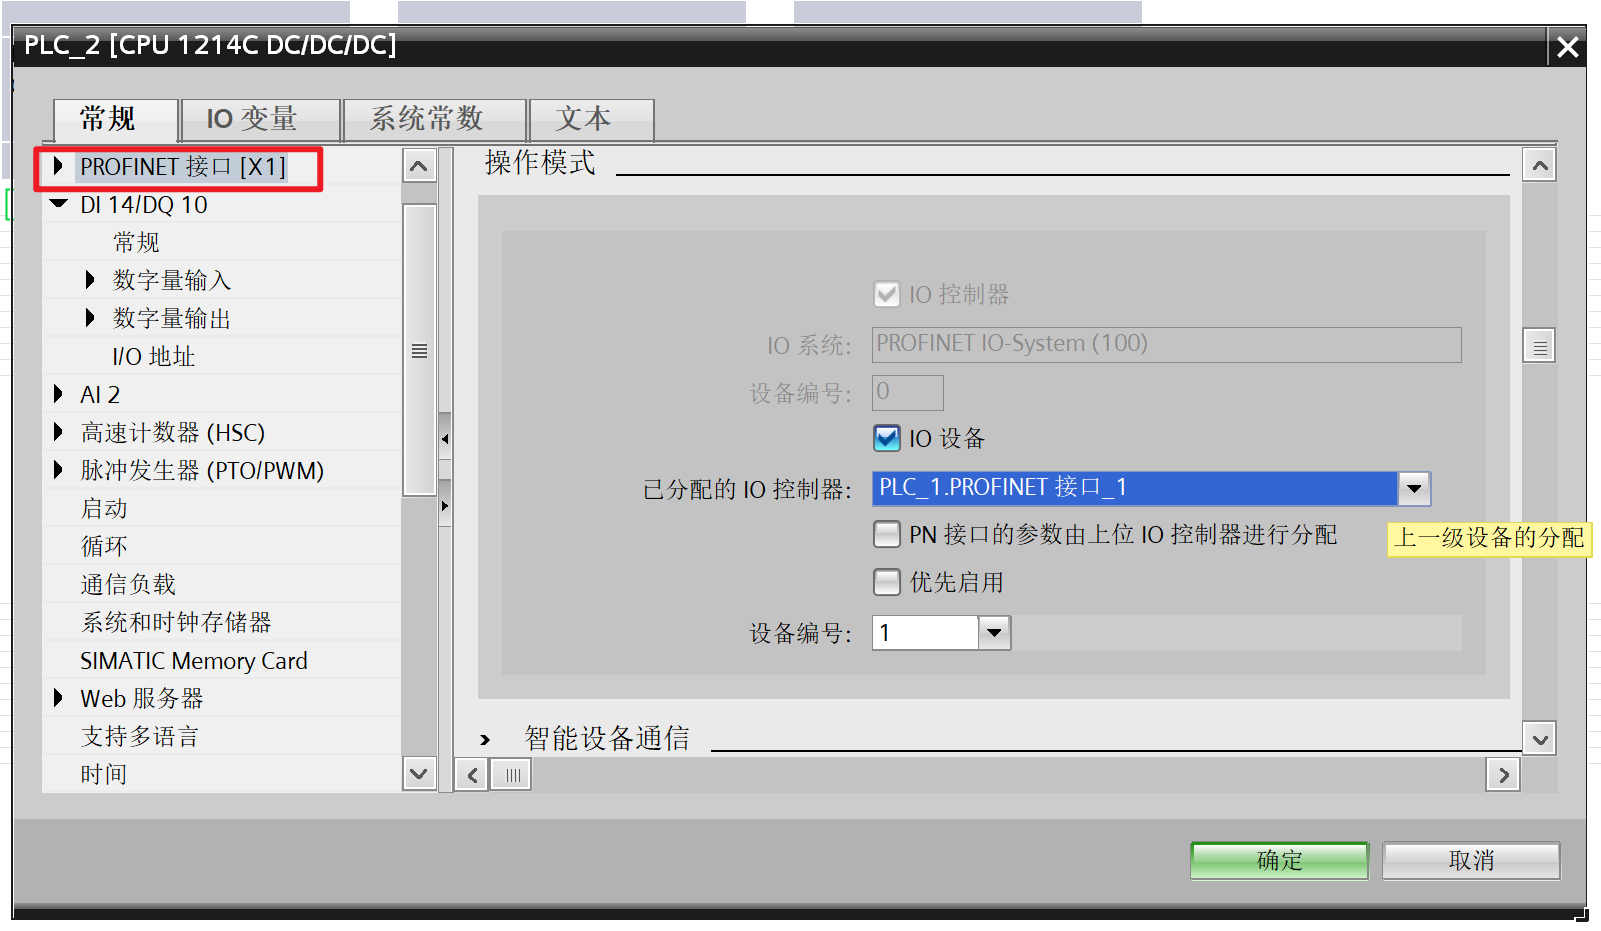 PLC_2 [CPU 1214C DC/DC/DC]
常规
IO 变量
系统常数
文本
PROFINET 接口 [X1]
DI 14/DQ 10
常规
数字量输入
数字量输出
I/O 地址
AI 2
高速计数器 (HSC)
脉冲发生器 (PTO/PWM)
启动
循环
通信负载
系统和时钟存储器
SIMATIC Memory Card
Web 服务器
支持多语言
时间
操作模式
IO 控制器
IO 系统:
PROFINET IO-System (100)
设备编号:
0
IO 设备
已分配的 IO 控制器:
PLC_1.PROFINET 接口_1
PN 接口的参数由上位 IO 控制器进行分配
上一级设备的分配
优先启用
设备编号:
1
智能设备通信
确定
取消